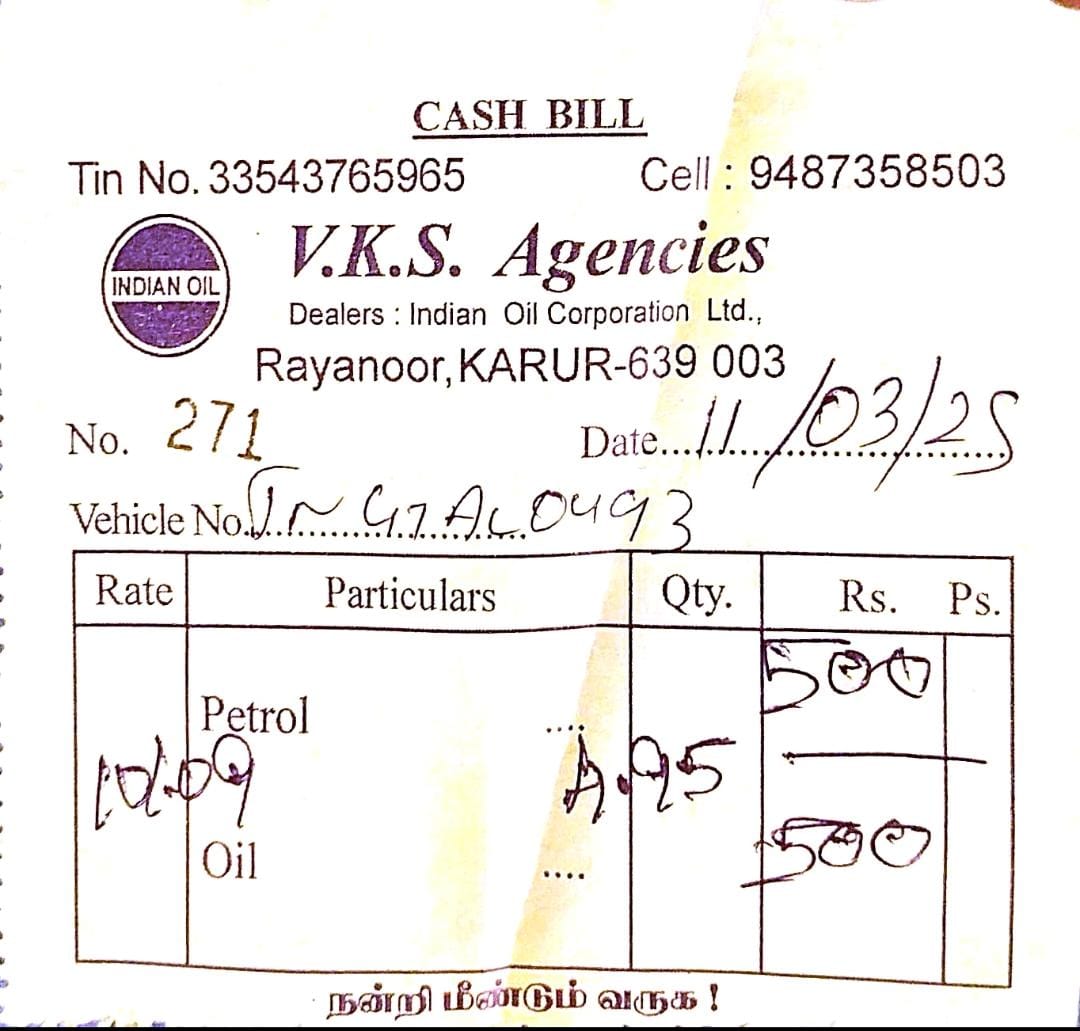 CASH BILL
Tin No. 33543765965 Cell : 9487358503
INDIAN OIL
V.K.S. Agencies
Dealers : Indian Oil Corporation Ltd.,
Rayanoor, KARUR-639 003
No. 271 Date....11/03/25
Vehicle No. TN 47 AL 0493
Rate Particulars Qty. Rs. Ps.
500
Petrol ....
.95
Oil .... 500
நன்றி மீண்டும் வருக !